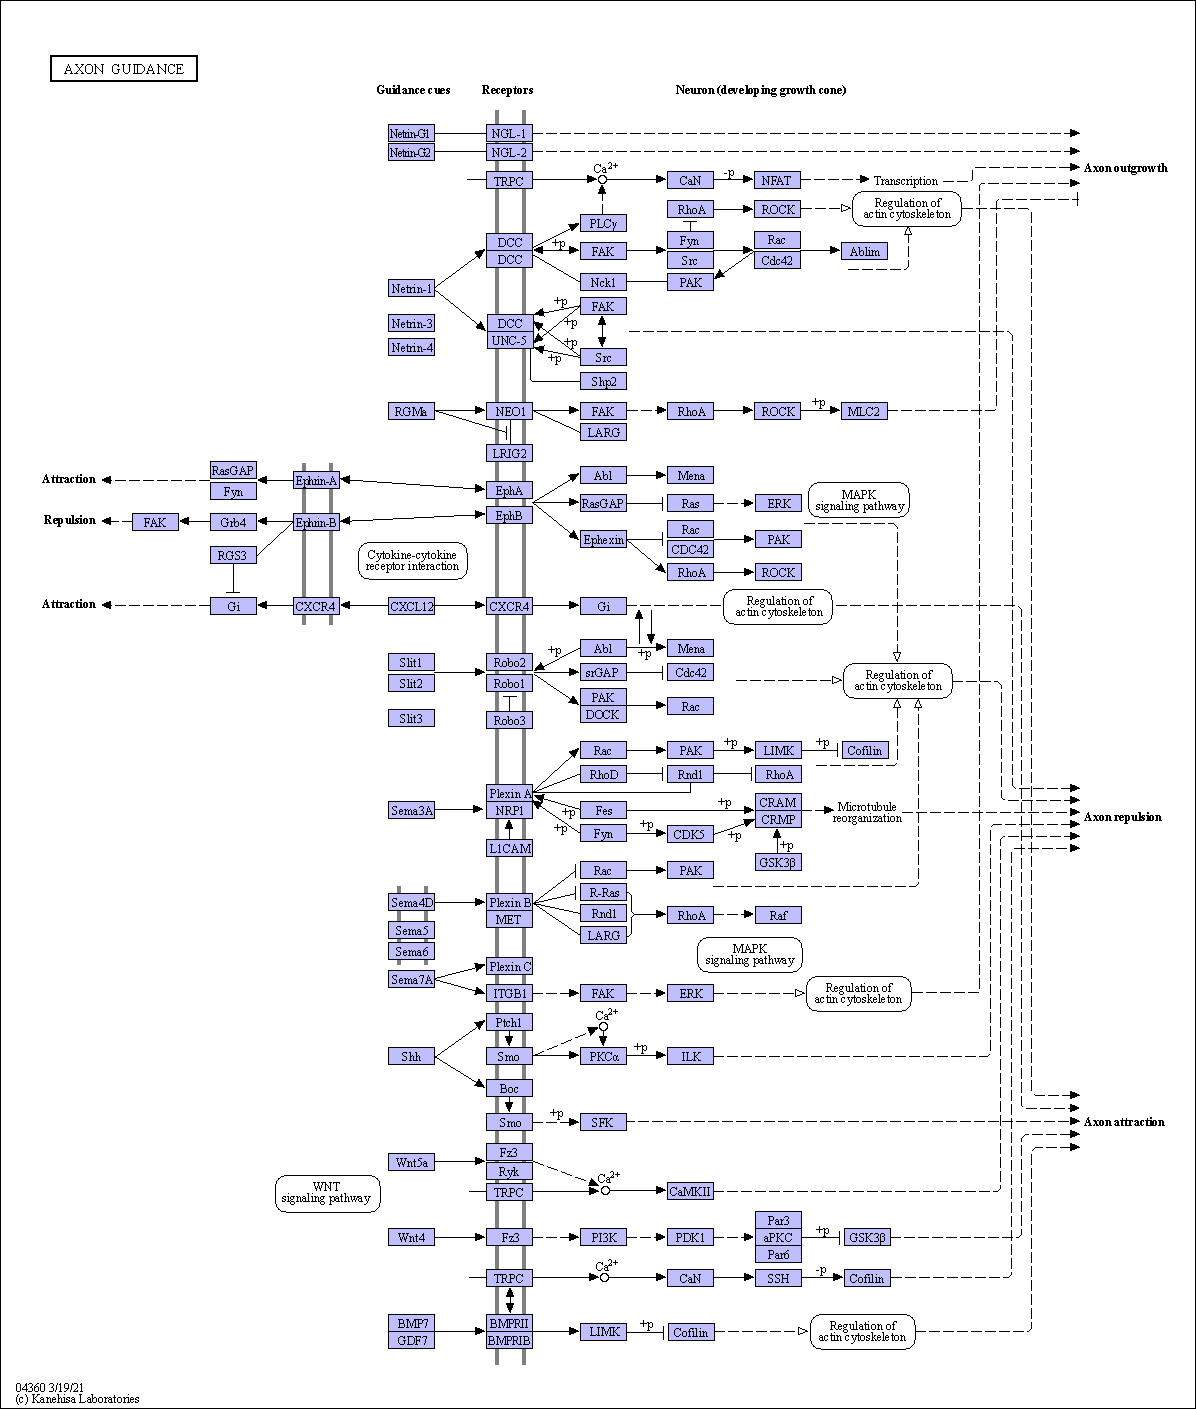 AXON GUIDANCE
Guidance cues
Receptors
Neuron (developing growth cone)
Netrin-G1
NGL-1
Netrin-G2
NGL-2
Axon outgrowth
TRPC
Ca2+
CaN
-p
NFAT
Transcription
RhoA
ROCK
Regulation of
actin cytoskeleton
PLCγ
DCC
DCC
+p
FAK
Fyn
Src
Rac
Cdc42
Ablim
Netrin-1
Nck1
PAK
Netrin-3
Netrin-4
DCC
UNC-5
+p
+p
+p
+p
FAK
Src
Shp2
RGMa
NEO1
FAK
RhoA
ROCK
+p
MLC2
LARG
LRIG2
Attraction
RasGAP
Fyn
Ephrin-A
EphA
Abl
Mena
RasGAP
Ras
ERK
MAPK
signaling pathway
Repulsion
FAK
Grb4
Ephrin-B
EphB
Ephexin
Rac
CDC42
PAK
RGS3
Cytokine-cytokine
receptor interaction
RhoA
ROCK
Attraction
Gi
CXCR4
CXCL12
CXCR4
Gi
Regulation of
actin cytoskeleton
Slit1
Slit2
Slit3
Robo2
Robo1
Robo3
+p
Abl
+p
Mena
srGAP
Cdc42
PAK
DOCK
Rac
Regulation of
actin cytoskeleton
Rac
PAK
+p
LIMK
+p
Cofilin
RhoD
Rnd1
RhoA
Sema3A
Plexin A
NRP1
L1CAM
+p
+p
Fes
Fyn
+p
+p
CDK5
+p
CRAM
CRMP
+p
GSK3β
Microtubule
reorganization
Axon repulsion
Rac
PAK
R-Ras
Sema4D
Plexin B
MET
Rnd1
RhoA
Raf
LARG
Sema5
Sema6
MAPK
signaling pathway
Sema7A
Plexin C
ITGB1
FAK
ERK
Regulation of
actin cytoskeleton
Ptch1
Ca2+
Shh
Smo
PKCα
+p
ILK
Boc
Smo
+p
SFK
Axon attraction
Wnt5a
Fz3
Ryk
TRPC
Ca2+
CaMKII
WNT
signaling pathway
Wnt4
Fz3
PI3K
PDK1
Par3
aPKC
Par6
+p
GSK3β
TRPC
Ca2+
CaN
SSH
-p
Cofilin
BMP7
GDF7
BMPRII
BMPRIB
LIMK
+p
Cofilin
Regulation of
actin cytoskeleton
04360 3/19/21
(c) Kanehisa Laboratories